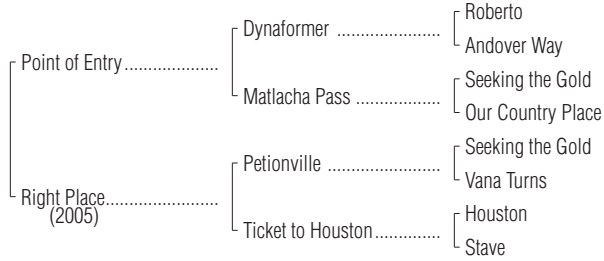 Roberto
Dynaformer ....................
Andover Way
Point of Entry ....................
Seeking the Gold
Matlacha Pass .................
Our Country Place
Seeking the Gold
Petionville ......................
Vana Turns
Right Place........................
(2005)
Houston
Ticket to Houston.............
Stave